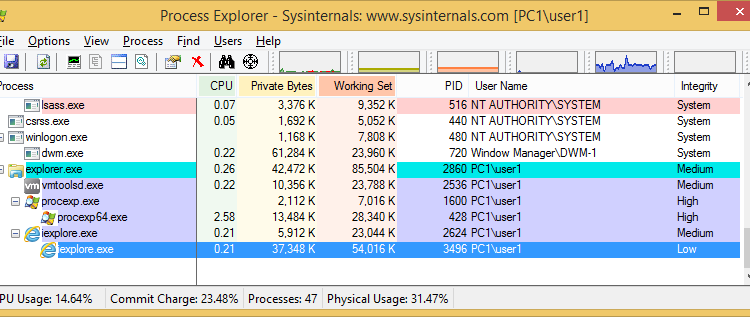 Process Explorer - Sysinternals: www.sysinternals.com [PC1\user1]
File Options View Process Find Users Help
Process CPU Private Bytes Working Set PID User Name Integrity
lsass.exe 0.07 3,376 K 9,352 K 516 NT AUTHORITY\SYSTEM System
csrss.exe 0.05 1,692 K 5,052 K 440 NT AUTHORITY\SYSTEM System
winlogon.exe 1,168 K 7,808 K 480 NT AUTHORITY\SYSTEM System
dwm.exe 0.22 61,284 K 23,960 K 720 Window Manager\DWM-1 System
explorer.exe 0.26 42,472 K 85,504 K 2860 PC1\user1 Medium
vm vmtoolsd.exe 0.22 10,356 K 23,788 K 2536 PC1\user1 Medium
procexp.exe 2,112 K 7,016 K 1600 PC1\user1 High
procexp64.exe 2.58 13,484 K 28,340 K 428 PC1\user1 High
iexplore.exe 0.21 5,912 K 23,044 K 2624 PC1\user1 Medium
iexplore.exe 0.21 37,348 K 54,016 K 3496 PC1\user1 Low
PU Usage: 14.64% Commit Charge: 23.48% Processes: 47 Physical Usage: 31.47%